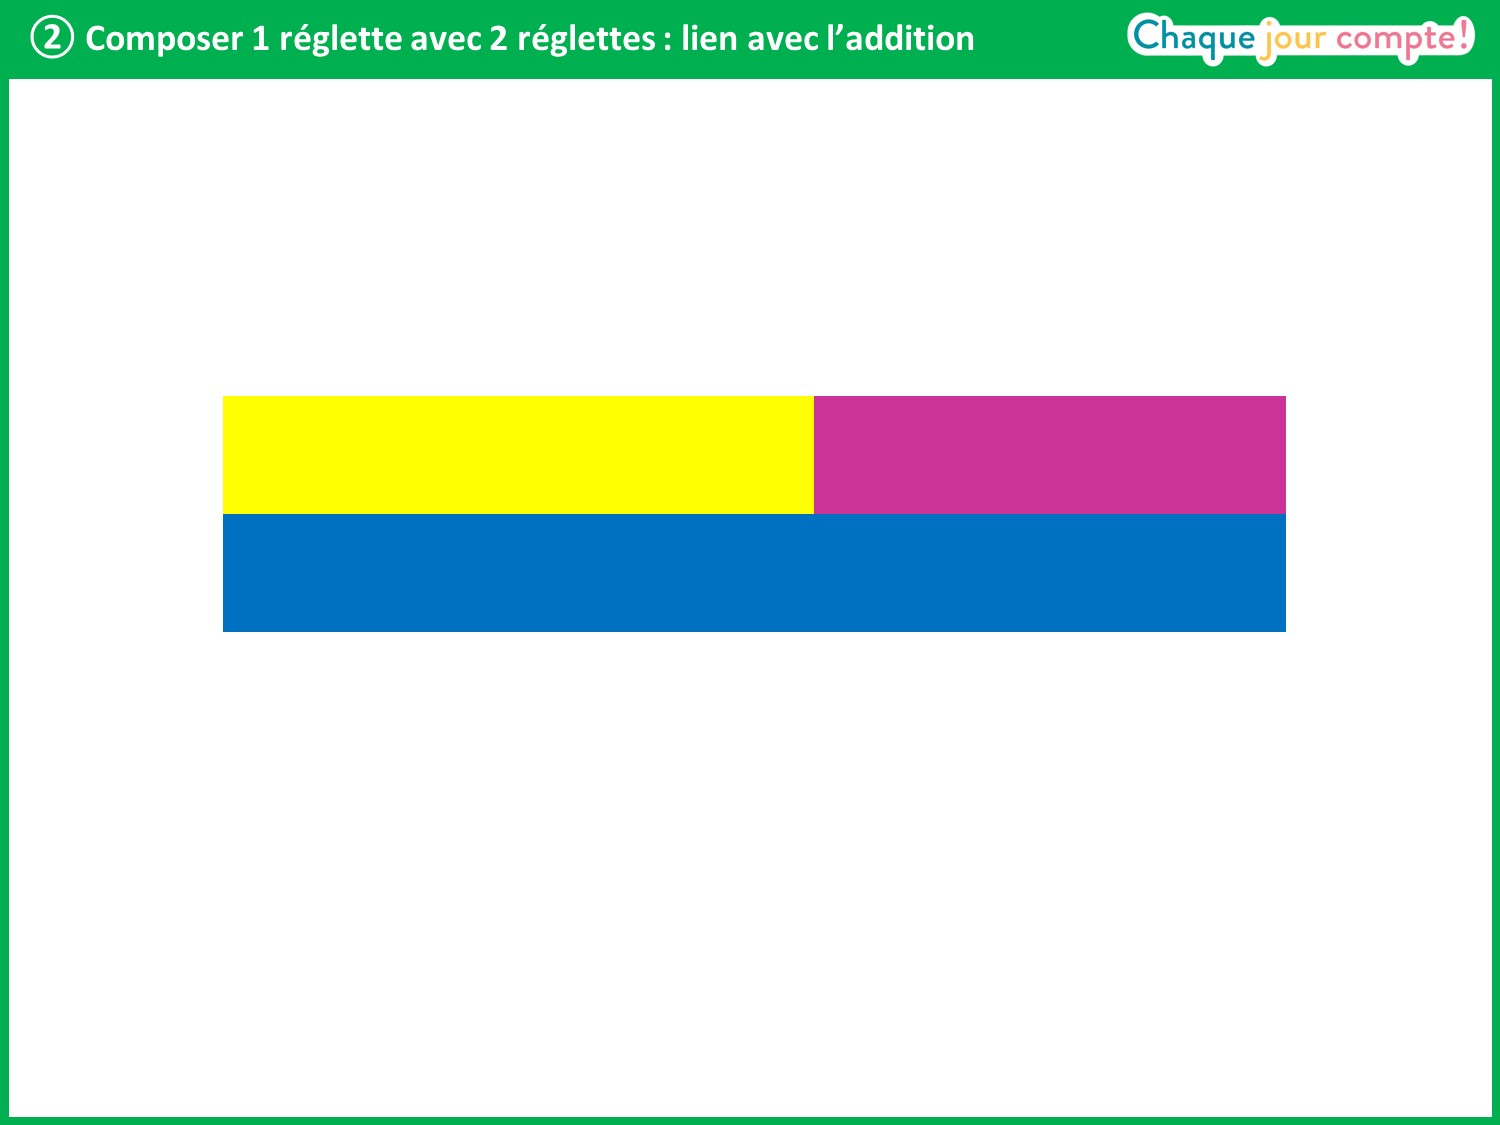 ② Composer 1 réglette avec 2 réglettes : lien avec l’addition
Chaque jour compte!